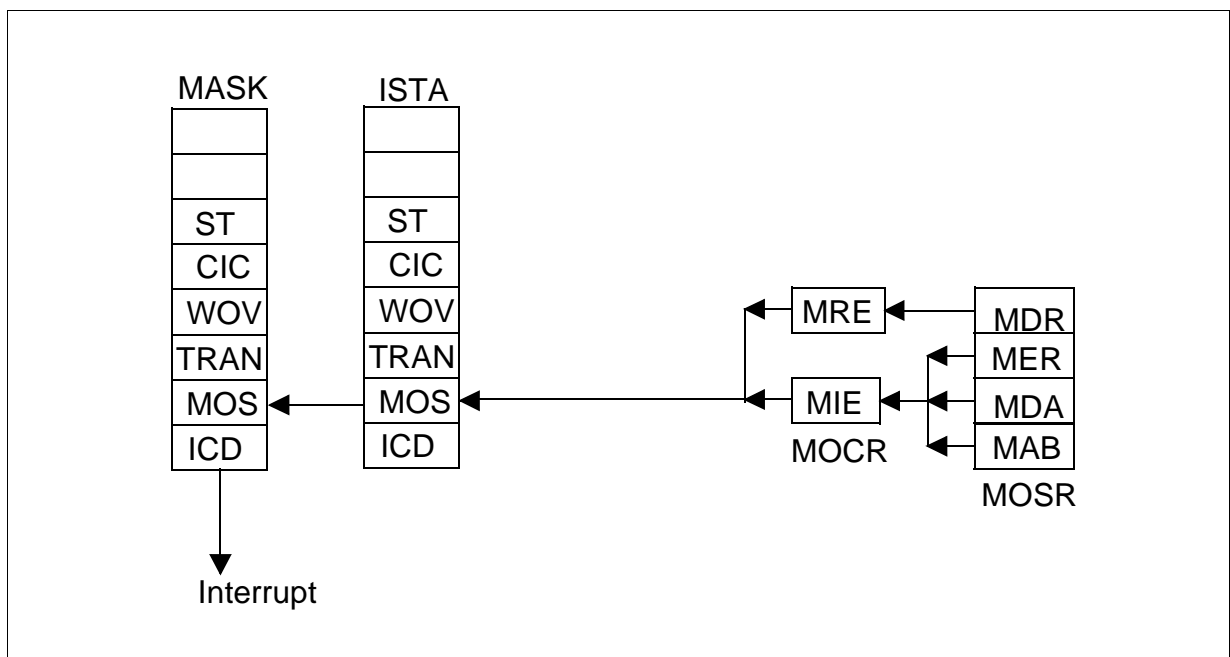 MASK
ST
CIC
WOV
TRAN
MOS
ICD
Interrupt
ISTA
ST
CIC
WOV
TRAN
MOS
ICD
MRE
MIE
MOCR
MDR
MER
MDA
MAB
MOSR